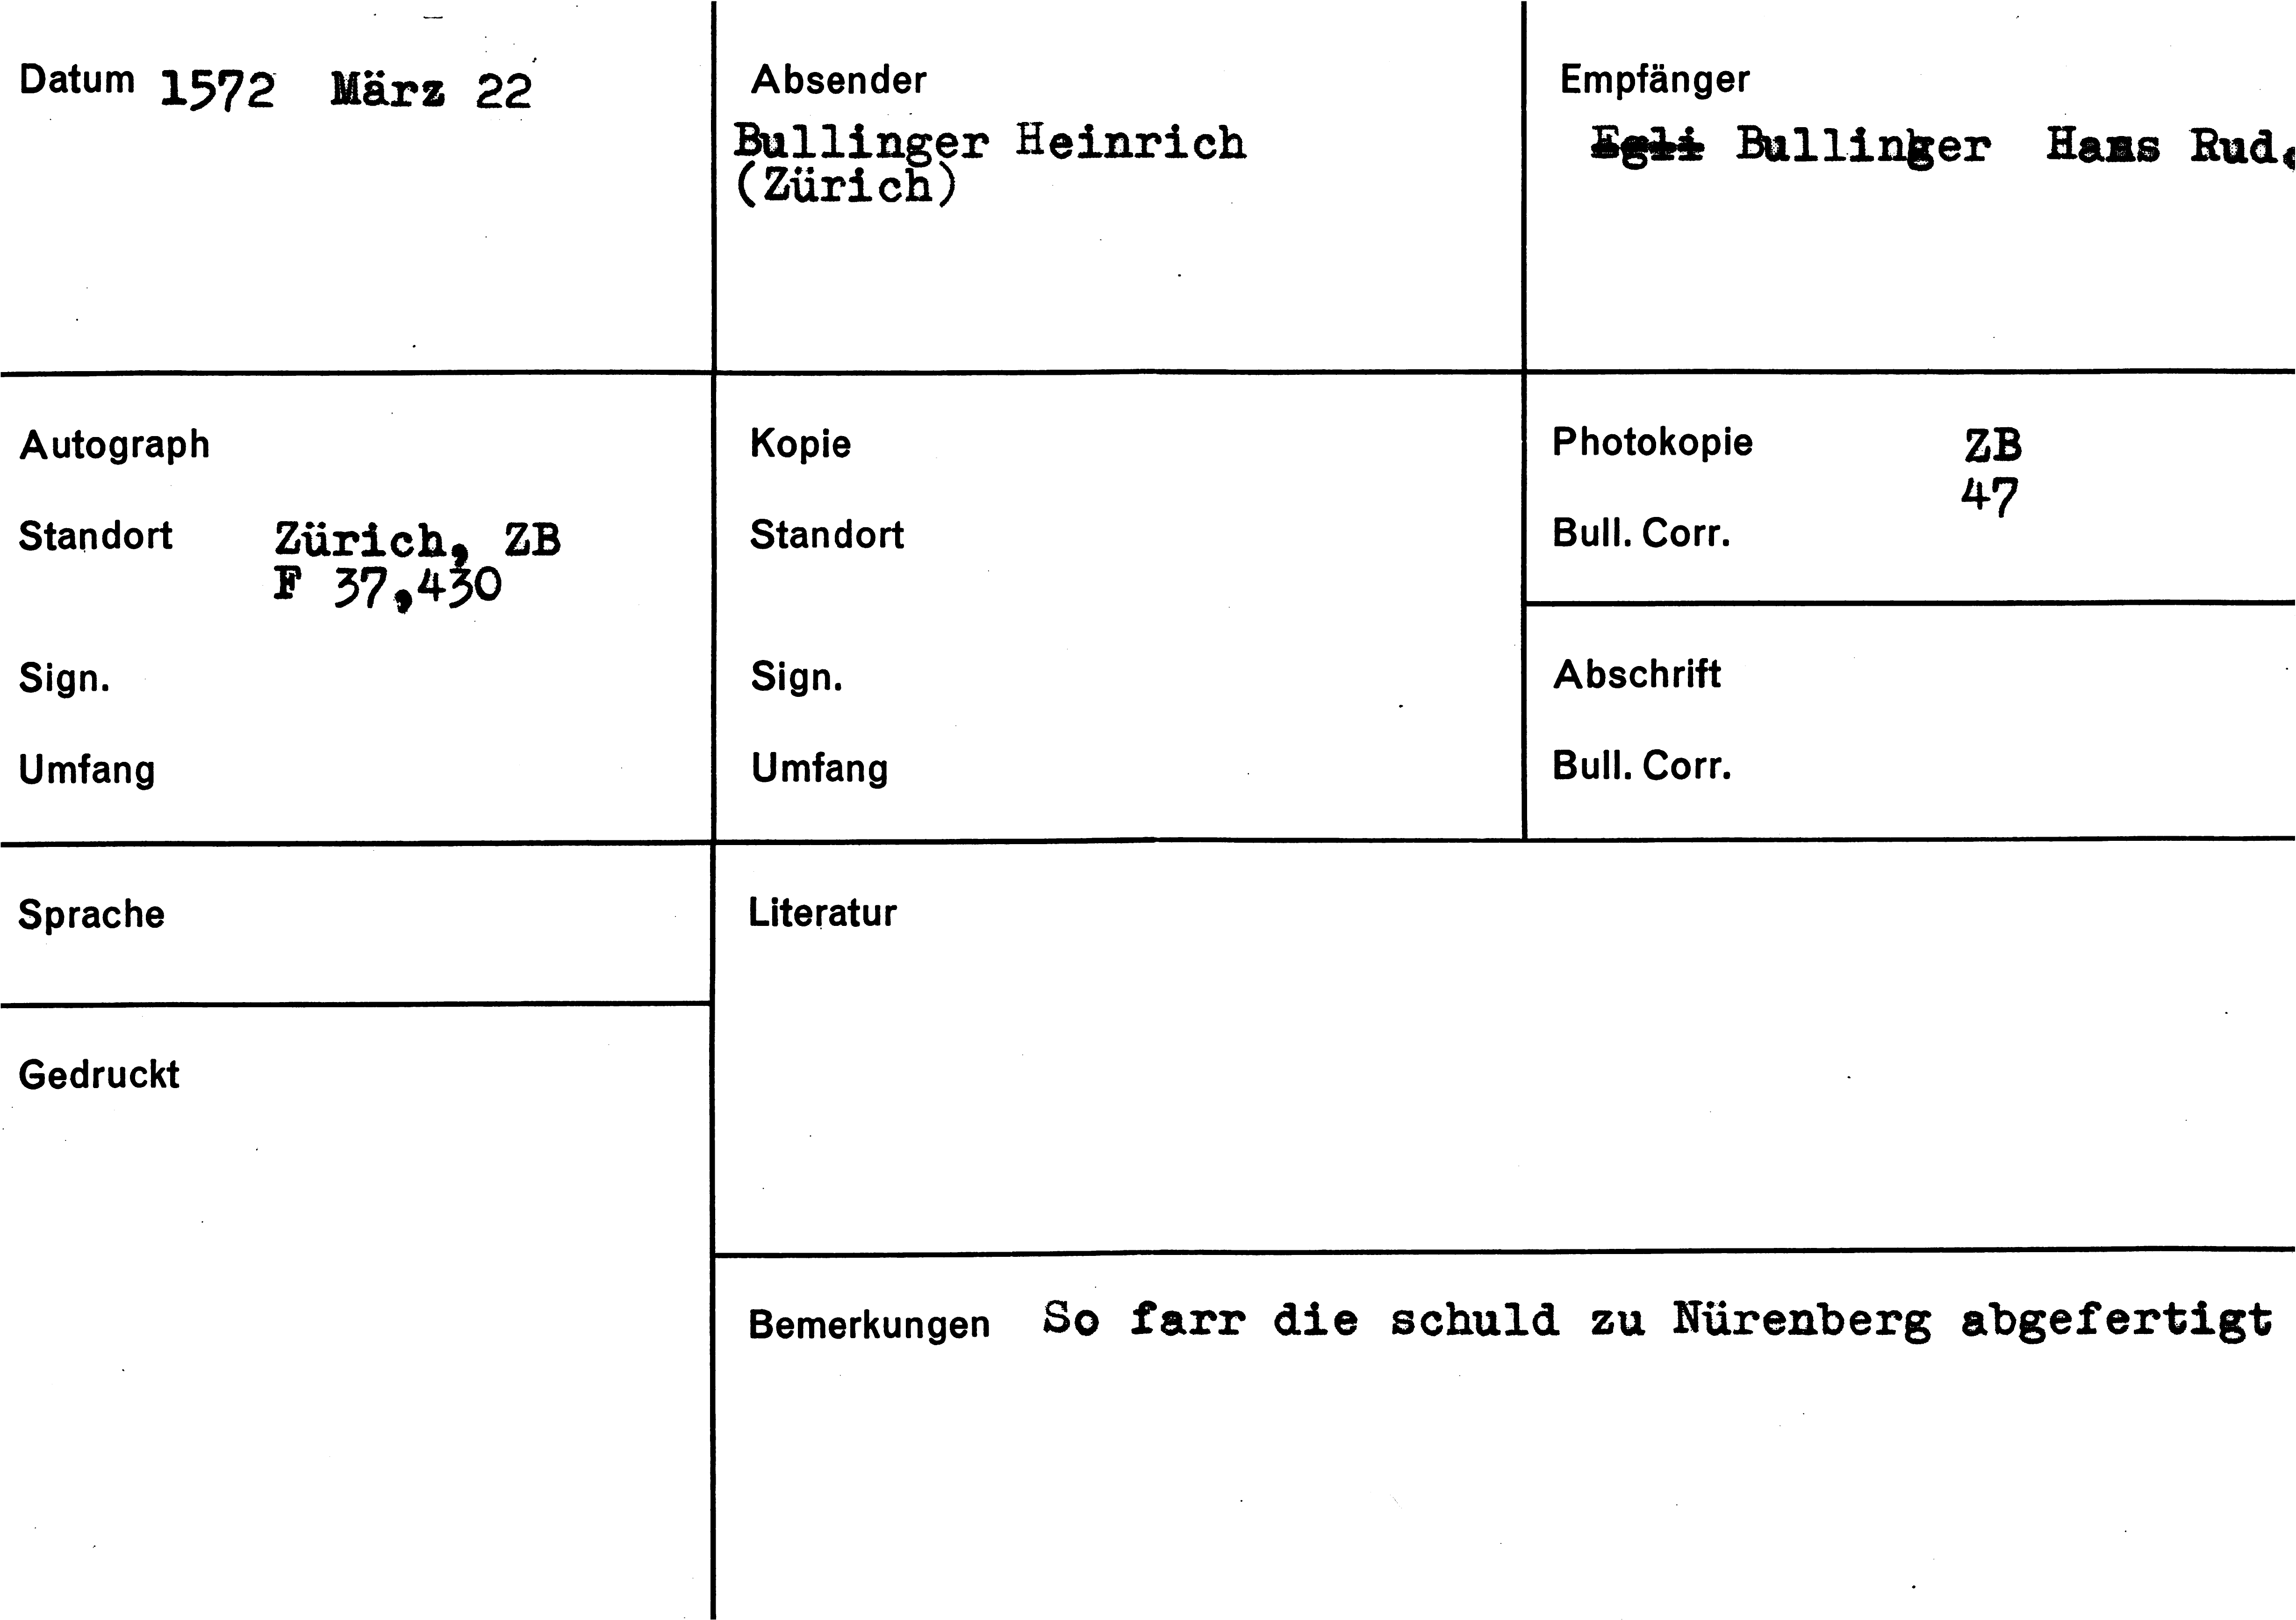 Datum 1572 März 22
Absender
Bullinger Heinrich
(Zürich)
Empfänger
Egli Bullinger Hans Rud.
Autograph
Standort Zürich, ZB
F 37,430
Sign.
Umfang
Kopie
Standort
Sign.
Umfang
Photokopie ZB
47
Bull. Corr.
Abschrift
Bull. Corr.
Sprache
Gedruckt
Literatur
Bemerkungen So farr die schuld zu Nürenberg abgefertigt